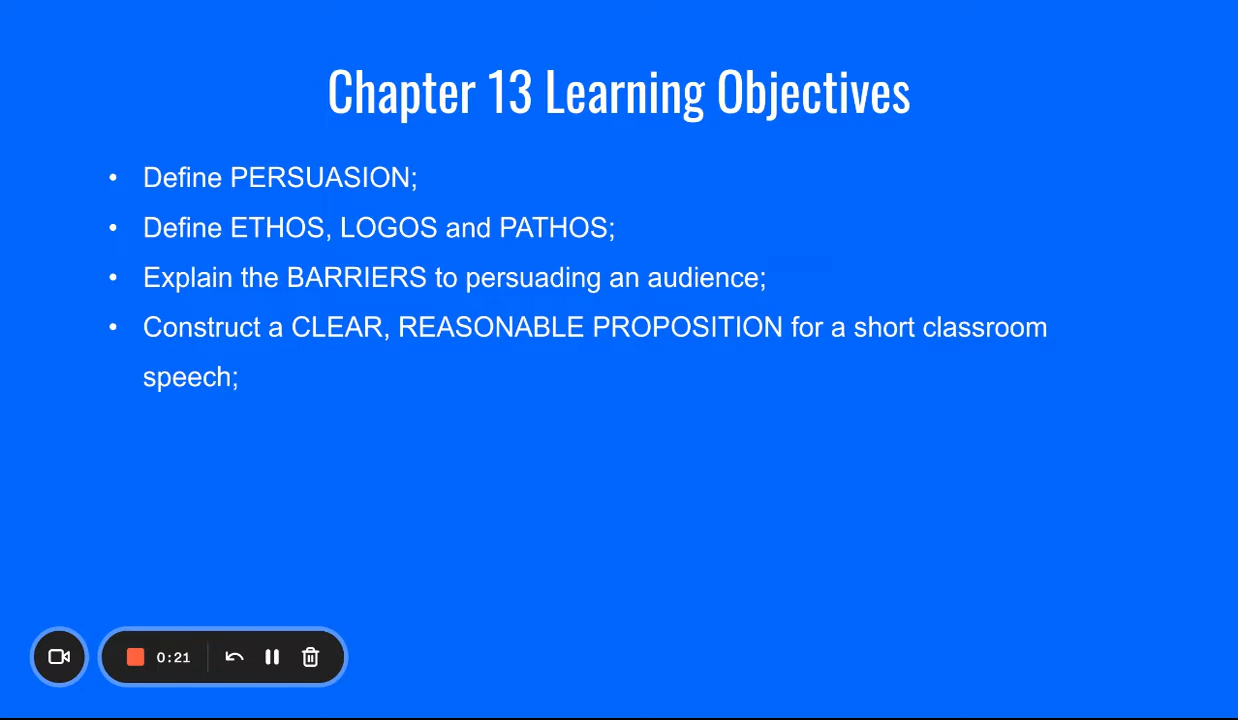 Chapter 13 Learning Objectives
• Define PERSUASION;
• Define ETHOS, LOGOS and PATHOS;
• Explain the BARRIERS to persuading an audience;
• Construct a CLEAR, REASONABLE PROPOSITION for a short classroom
speech;
0:21